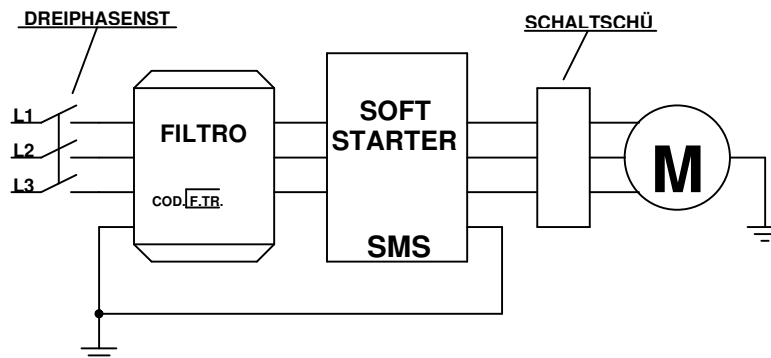 DREIPHASENST
SCHALTSCHÜ
L1
L2
L3
FILTRO
COD. F.TR.
SOFT
STARTER
SMS
M